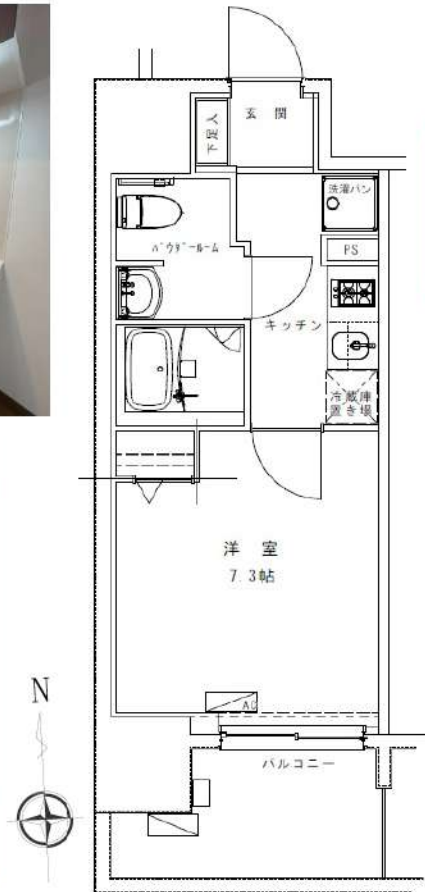 玄 関
下足入
洗濯パン
パウダールーム
PS
キッチン
冷蔵庫
置き場
洋 室
7.3帖
AC
N
バルコニー